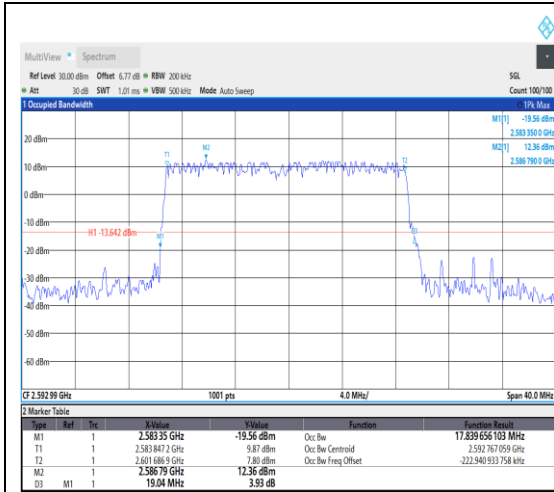 MultiView Spectrum
Ref Level 30.00 dBm Offset 6.77 dB RBW 200 kHz SGL
Att 30 dB SWT 1.01 ms VBW 500 kHz Mode Auto Sweep Count 100/100
1 Occupied Bandwidth 1Pk Max
M1[1] -19.56 dBm
2.583 350 0 GHz
M2[1] 12.36 dBm
2.586 790 0 GHz
20 dBm
T1 M2 T2
10 dBm
0 dBm
-10 dBm
H1 -13.642 dBm
M1 D3
-20 dBm
-30 dBm
-40 dBm
-50 dBm
-60 dBm
CF 2.592 99 GHz 1001 pts 4.0 MHz/ Span 40.0 MHz
2 Marker Table
Type Ref Trc X-Value Y-Value Function Function Result
M1 1 2.583 35 GHz -19.56 dBm Occ Bw 17.839 656 103 MHz
T1 1 2.583 847 2 GHz 9.87 dBm Occ Bw Centroid 2.592 767 059 GHz
T2 1 2.601 686 9 GHz 7.80 dBm Occ Bw Freq Offset -222.940 933 758 kHz
M2 1 2.586 79 GHz 12.36 dBm
D3 M1 1 19.04 MHz 3.93 dB